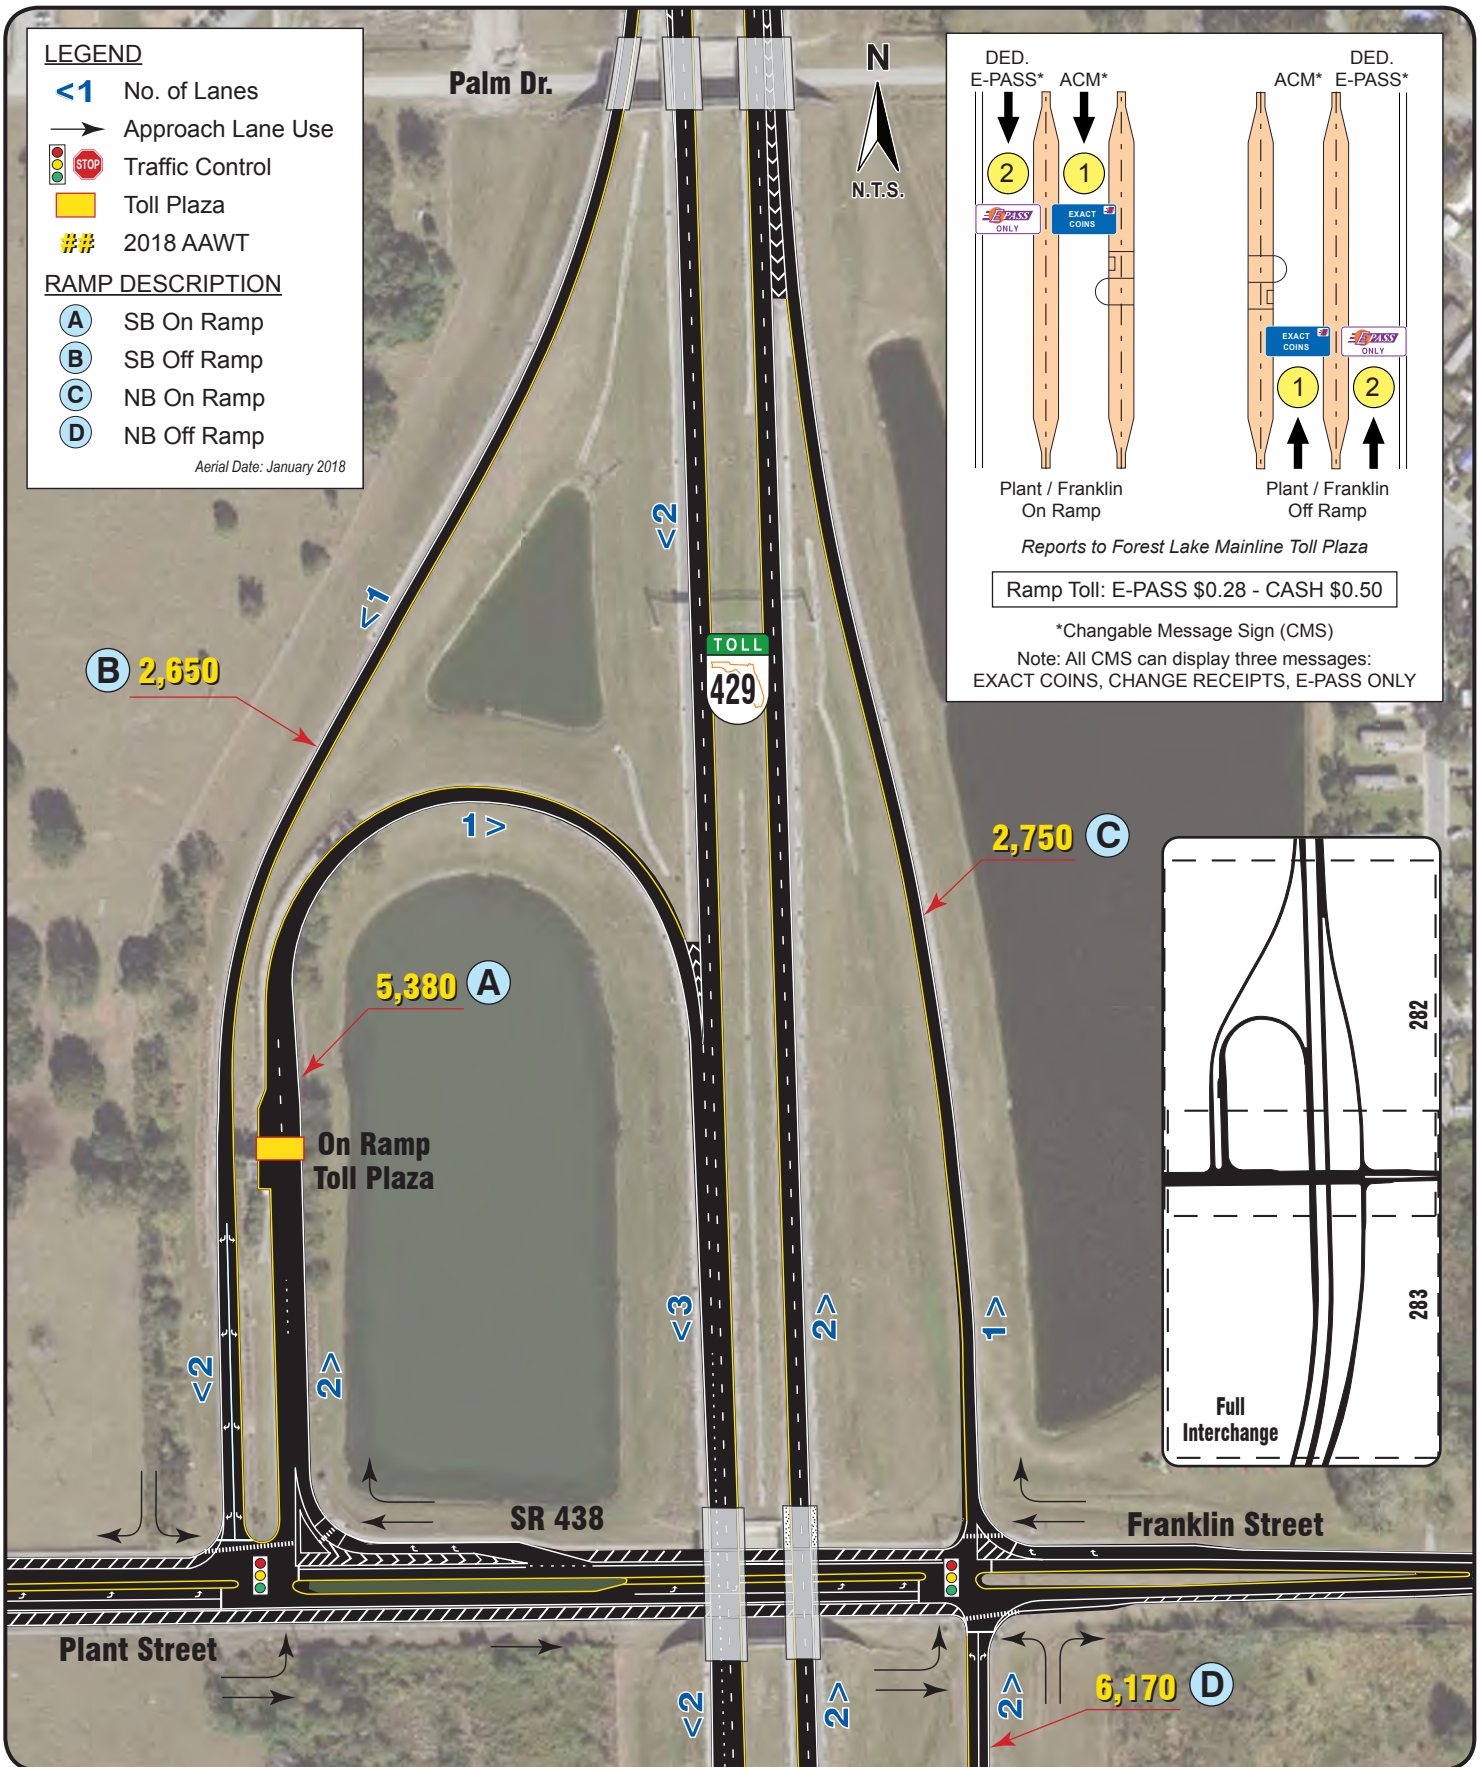 LEGEND
<1 No. of Lanes
Approach Lane Use
STOP Traffic Control
Toll Plaza
## 2018 AAWT
RAMP DESCRIPTION
A SB On Ramp
B SB Off Ramp
C NB On Ramp
D NB Off Ramp
Aerial Date: January 2018
Palm Dr.
N
N.T.S.
DED.
E-PASS* ACM*
2 1
E-PASS ONLY
EXACT COINS
Plant / Franklin
On Ramp
DED.
ACM* E-PASS*
EXACT COINS
E-PASS ONLY
1 2
Plant / Franklin
Off Ramp
Reports to Forest Lake Mainline Toll Plaza
Ramp Toll: E-PASS $0.28 - CASH $0.50
*Changable Message Sign (CMS)
Note: All CMS can display three messages:
EXACT COINS, CHANGE RECEIPTS, E-PASS ONLY
<2
<1
TOLL
429
B 2,650
1>
2,750 C
5,380 A
On Ramp
Toll Plaza
282
283
Full
Interchange
<2
2>
<3
2>
1>
SR 438
Franklin Street
Plant Street
<2
2>
2>
6,170 D